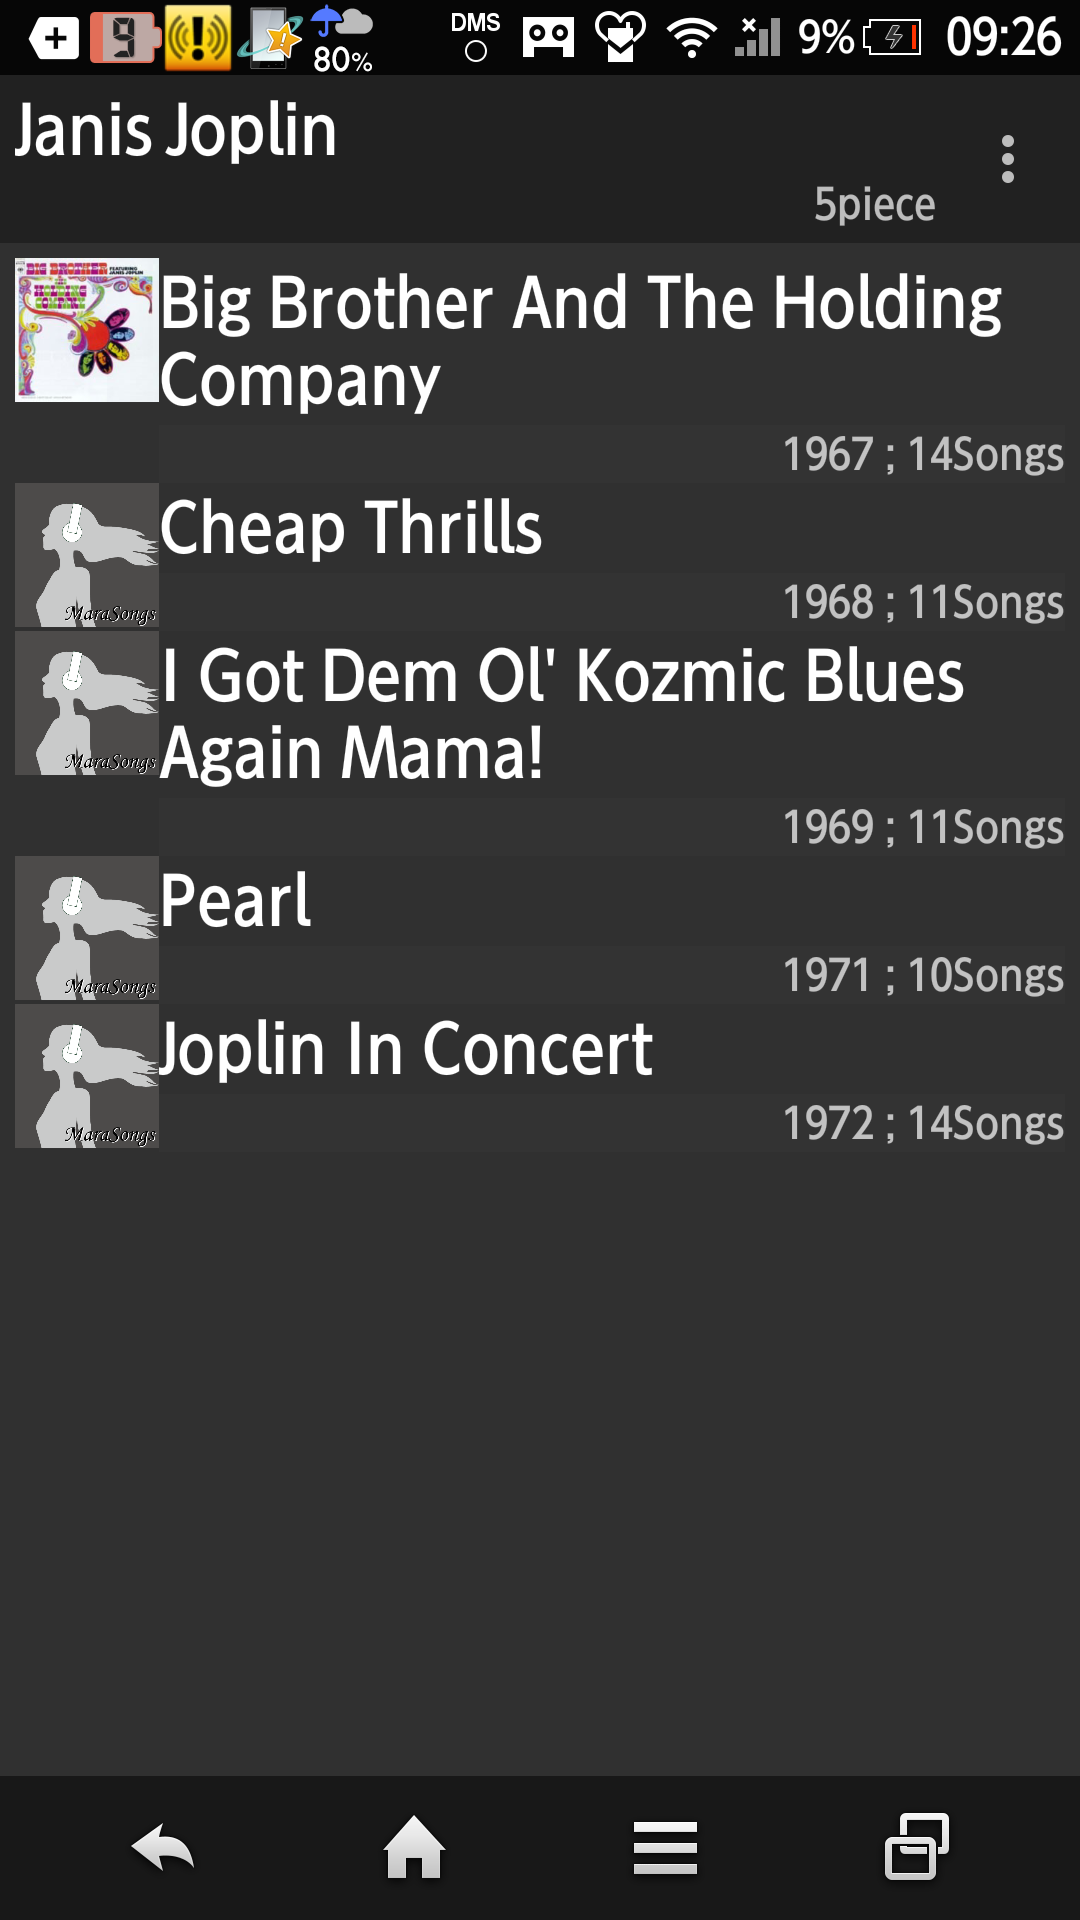 9
80%
DMS
9%
09:26
Janis Joplin
5piece
BIG BROTHER
FEATURING
JANIS JOPLIN
HOLDING
COMPANY
Big Brother And The Holding
Company
1967 ; 14Songs
Cheap Thrills
MaraSongs
1968 ; 11Songs
I Got Dem Ol' Kozmic Blues
Again Mama!
MaraSongs
1969 ; 11Songs
Pearl
MaraSongs
1971 ; 10Songs
Joplin In Concert
MaraSongs
1972 ; 14Songs